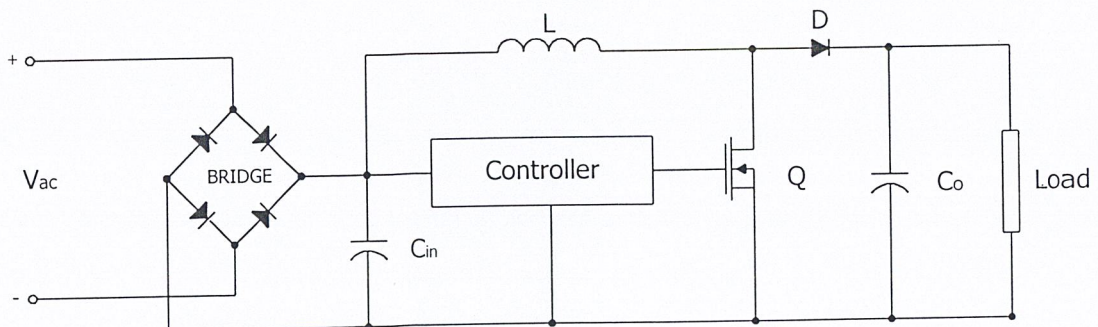 L
D
+
BRIDGE
Controller
Vac
Q
Co
Load
Cin
-